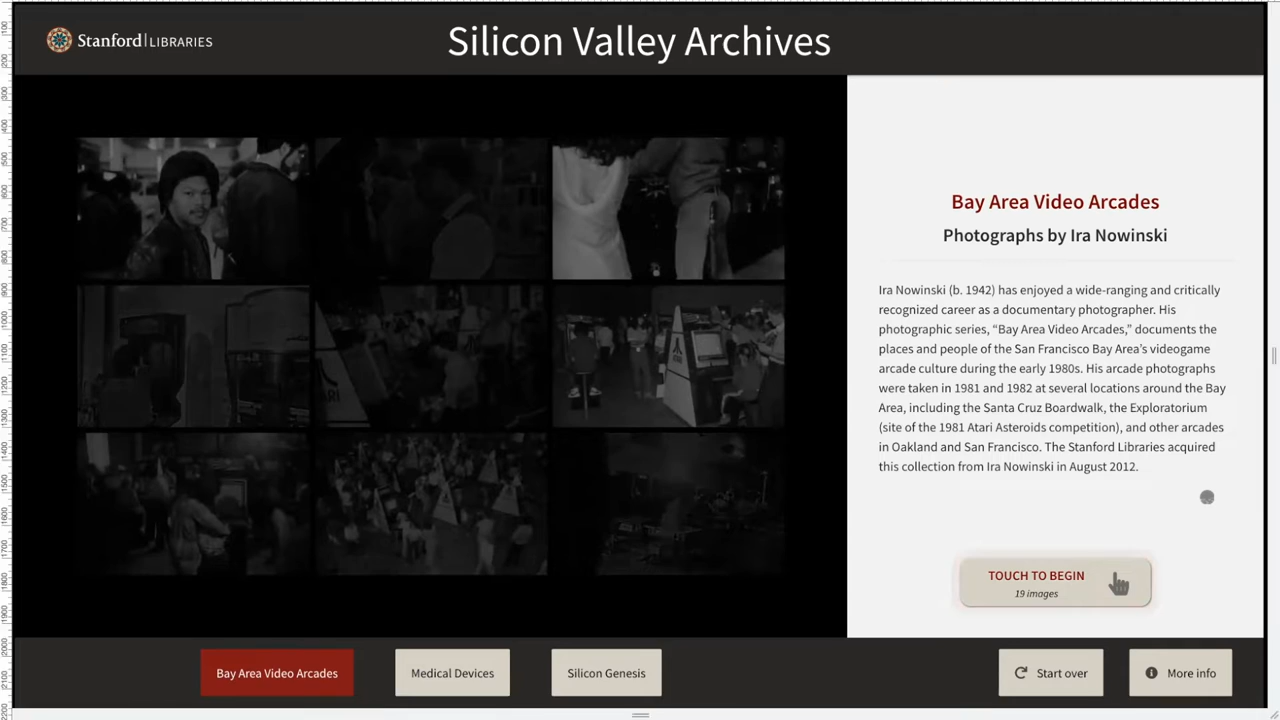 Stanford | LIBRARIES
Silicon Valley Archives
Bay Area Video Arcades
Photographs by Ira Nowinski
Ira Nowinski (b. 1942) has enjoyed a wide-ranging and critically
recognized career as a documentary photographer. His
photographic series, “Bay Area Video Arcades,” documents the
places and people of the San Francisco Bay Area’s videogame
arcade culture during the early 1980s. His arcade photographs
were taken in 1981 and 1982 at several locations around the Bay
Area, including the Santa Cruz Boardwalk, the Exploratorium
(site of the 1981 Atari Asteroids competition), and other arcades
in Oakland and San Francisco. The Stanford Libraries acquired
this collection from Ira Nowinski in August 2012.
TOUCH TO BEGIN
19 images
Bay Area Video Arcades
Medical Devices
Silicon Genesis
Start over
More info